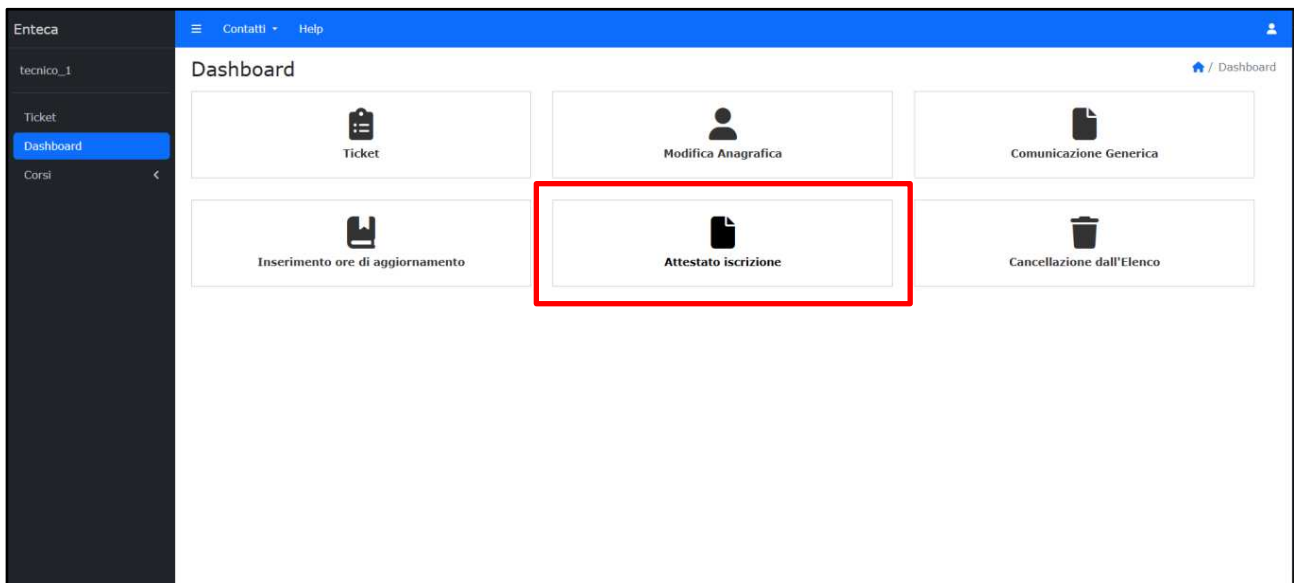 Enteca
Contatti Help
tecnico_1
Dashboard
/ Dashboard
Ticket
Dashboard
Corsi
Ticket
Modifica Anagrafica
Comunicazione Generica
Inserimento ore di aggiornamento
Attestato iscrizione
Cancellazione dall'Elenco